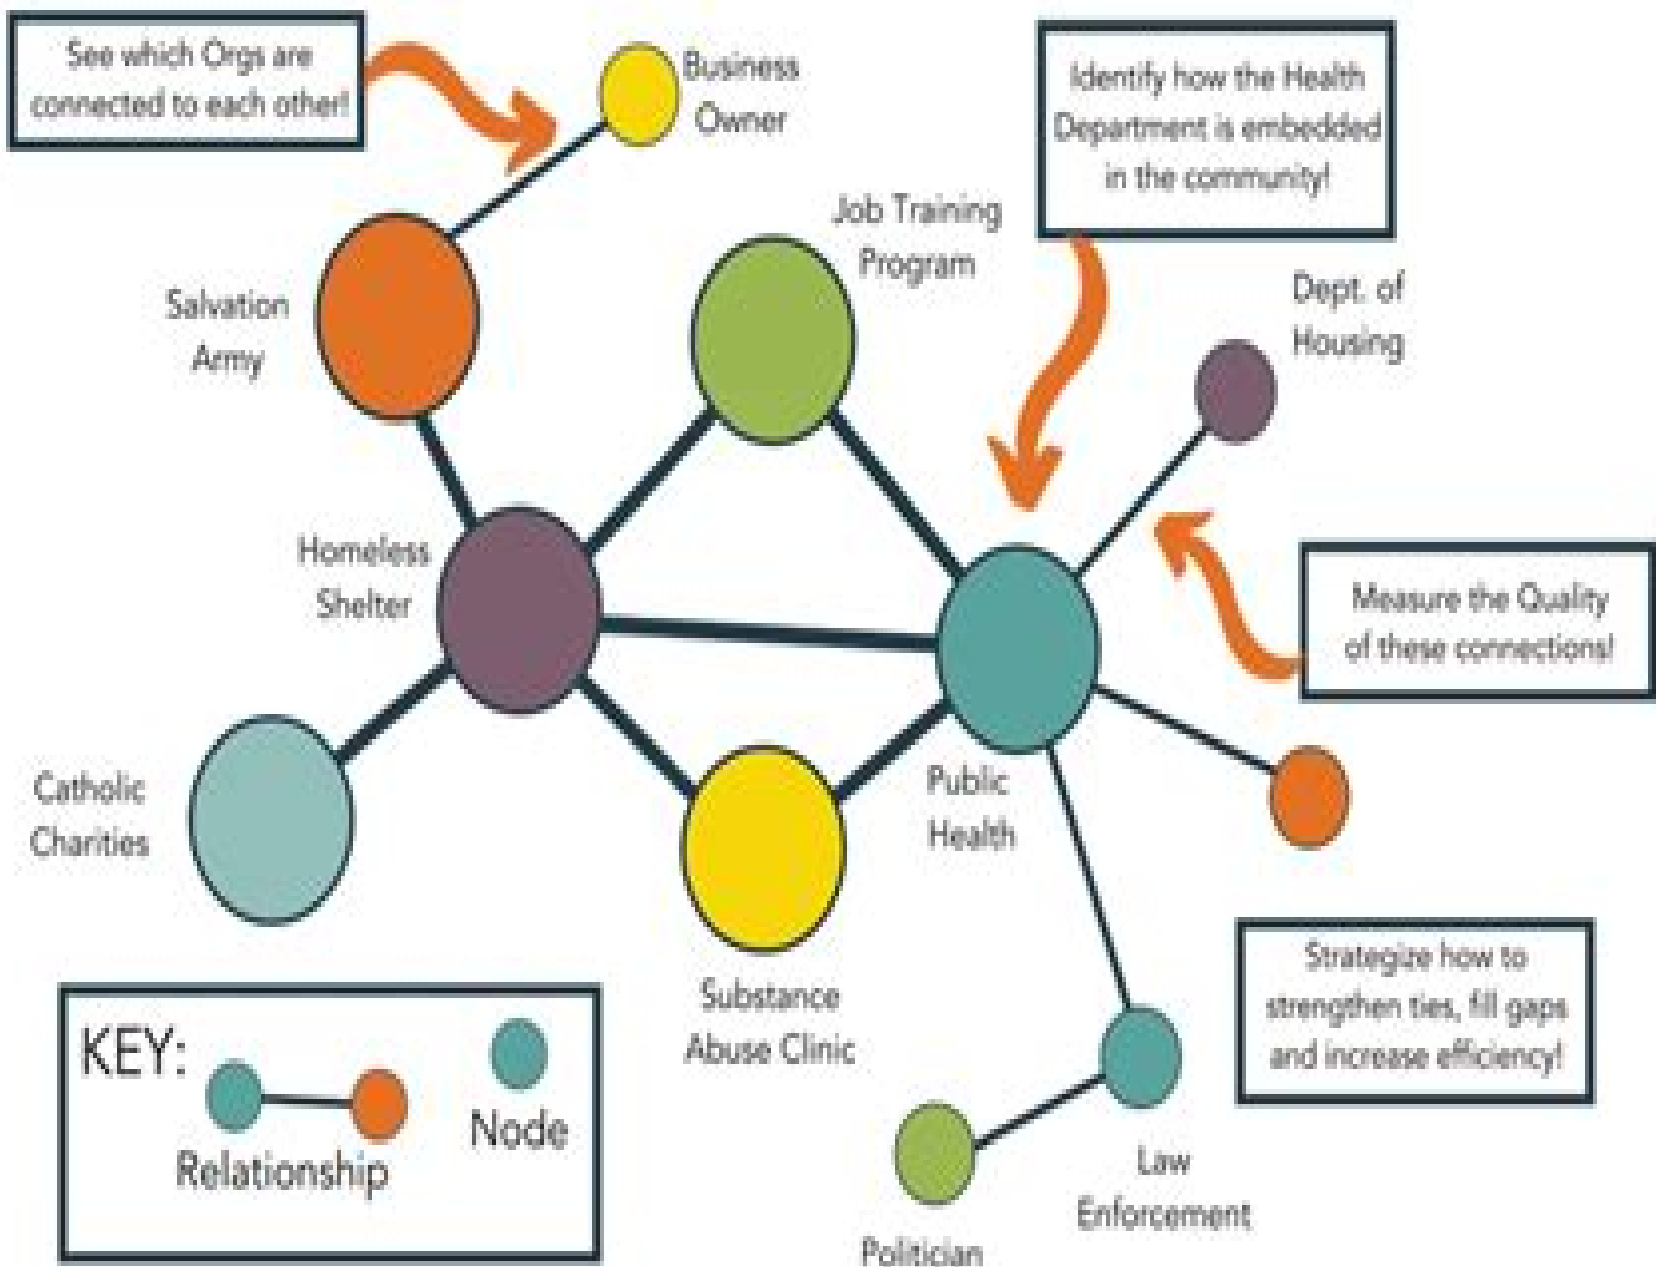 See which Orgs are
connected to each other!
Business
Owner
Identify how the Health
Department is embedded
in the community!
Job Training
Program
Salvation
Army
Dept. of
Housing
Homeless
Shelter
Measure the Quality
of these connections!
Catholic
Charities
Public
Health
Substance
Abuse Clinic
Strategize how to
strengthen ties, fill gaps
and increase efficiency!
KEY:
Relationship
Node
Law
Enforcement
Politician